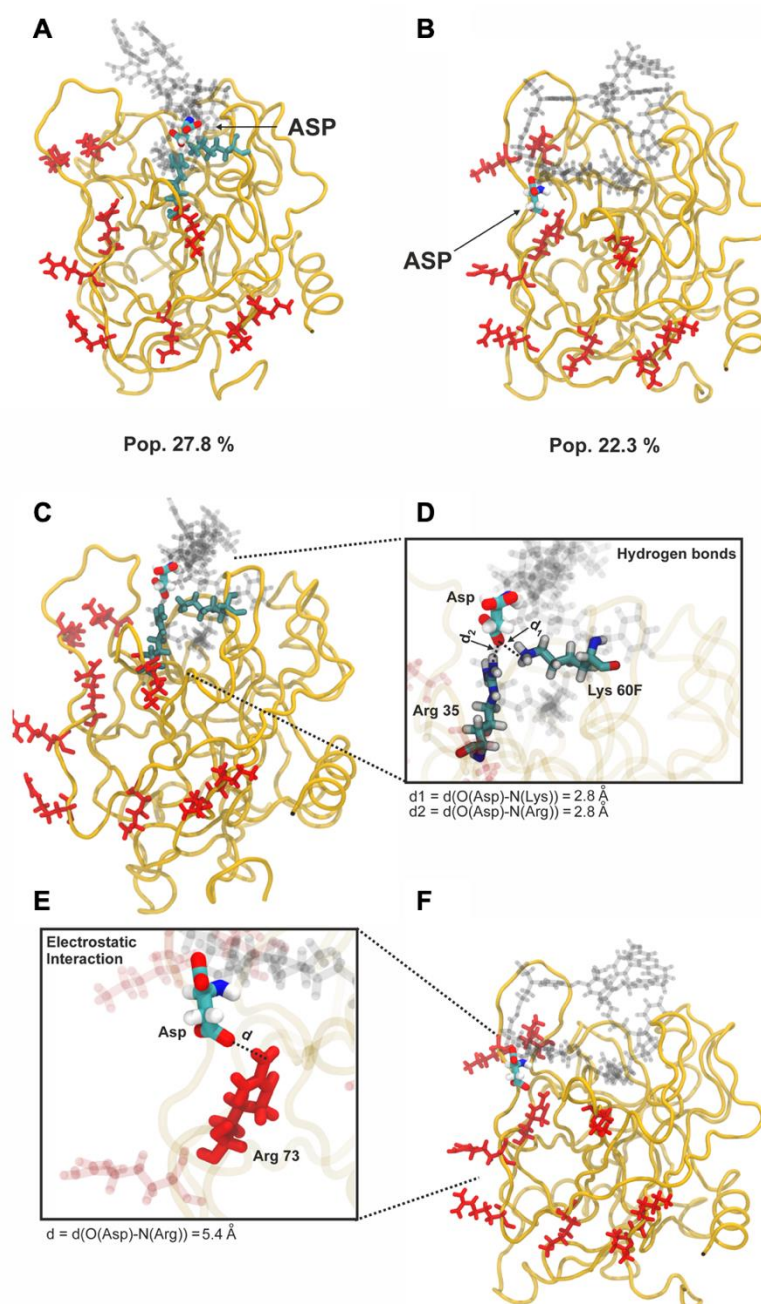 A
B
ASP
ASP
Pop. 27.8 %
Pop. 22.3 %
C
D
Hydrogen bonds
Asp
d1
d2
Lys 60F
Arg 35
d1 = d(O(Asp)-N(Lys)) = 2.8 Å
d2 = d(O(Asp)-N(Arg)) = 2.8 Å
E
F
Electrostatic
Interaction
Asp
d
Arg 73
d = d(O(Asp)-N(Arg)) = 5.4 Å